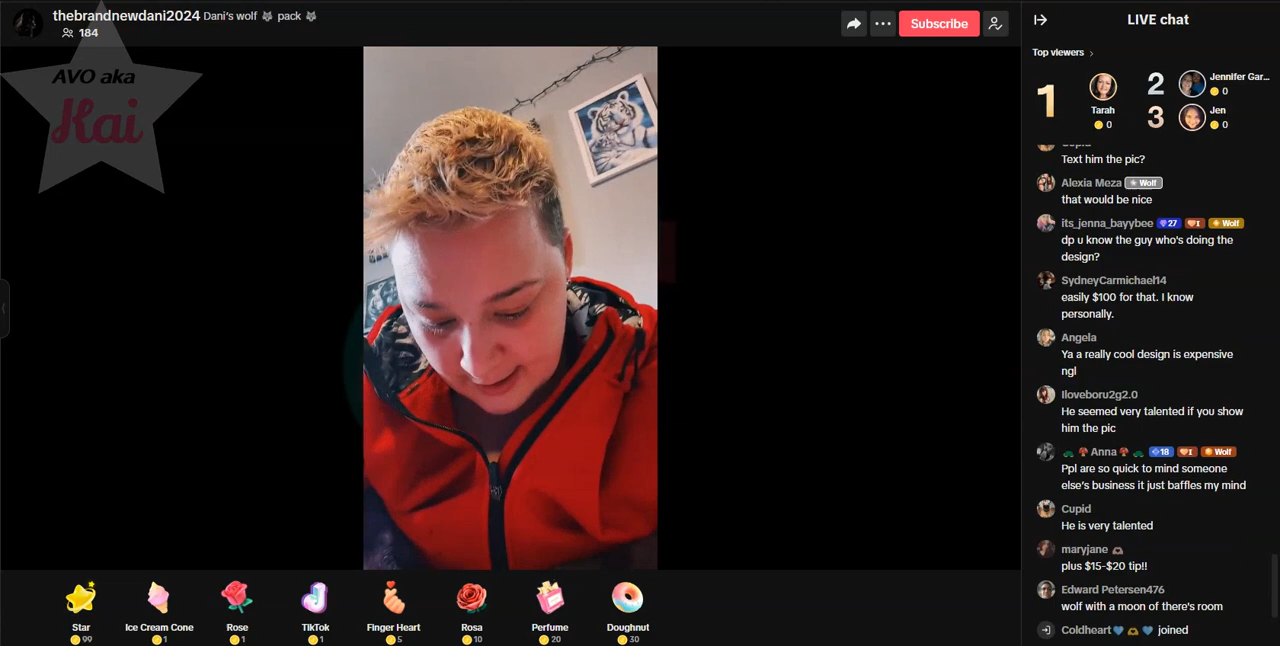 thebrandnewdani2024 Dani's wolf 🐺 pack 🐺
184
Subscribe
AVO aka
Kai
LIVE chat
Top viewers
1
Tarah
0
2
Jennifer Gar...
0
3
Jen
0
Text him the pic?
Alexia Meza Wolf
that would be nice
its_jenna_bayybee 27 I Wolf
dp u know the guy who's doing the
design?
SydneyCarmichael14
easily $100 for that. I know
personally.
Angela
Ya a really cool design is expensive
ngl
Iloveboru2g2.0
He seemed very talented if you show
him the pic
Anna 18 I Wolf
Ppl are so quick to mind someone
else's business it just baffles my mind
Cupid
He is very talented
maryjane
plus $15-$20 tip!!
Edward Petersen476
wolf with a moon of there's room
Coldheart joined
Star
99
Ice Cream Cone
1
Rose
1
TikTok
1
Finger Heart
5
Rosa
10
Perfume
20
Doughnut
30